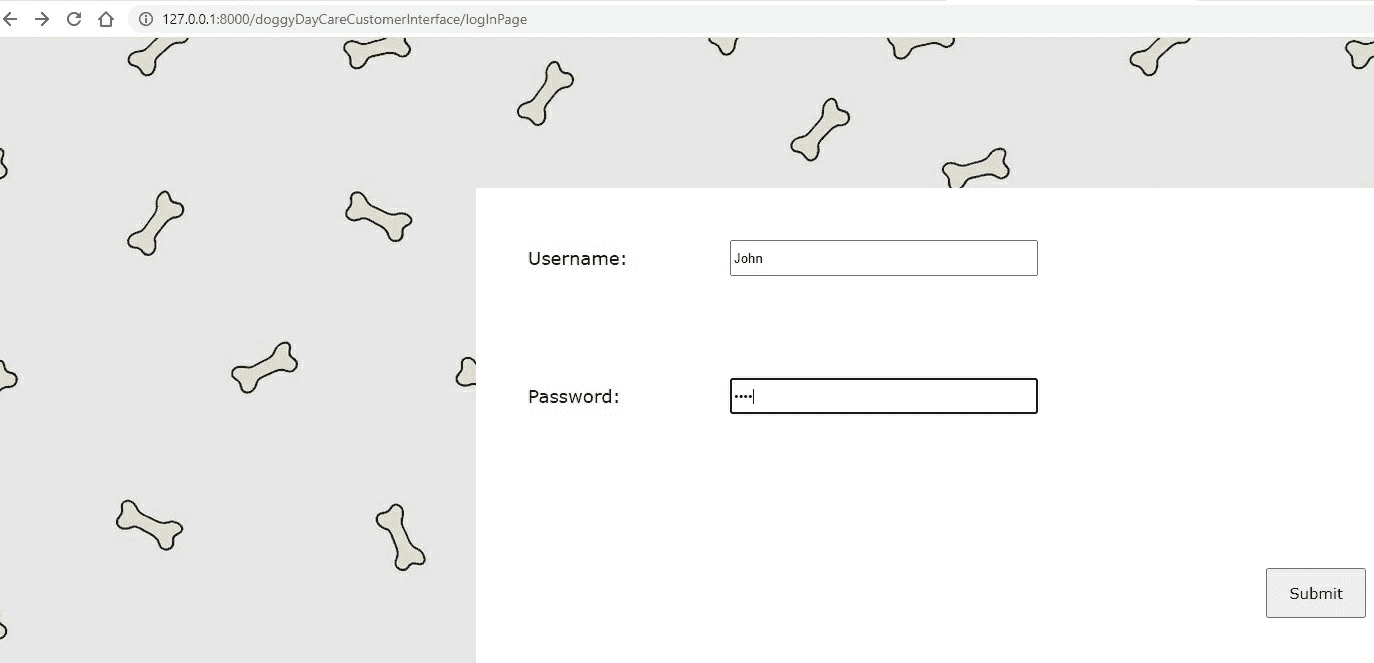 127.0.0.1:8000/doggyDayCareCustomerInterface/logInPage
Username:
John
Password:
••••
Submit